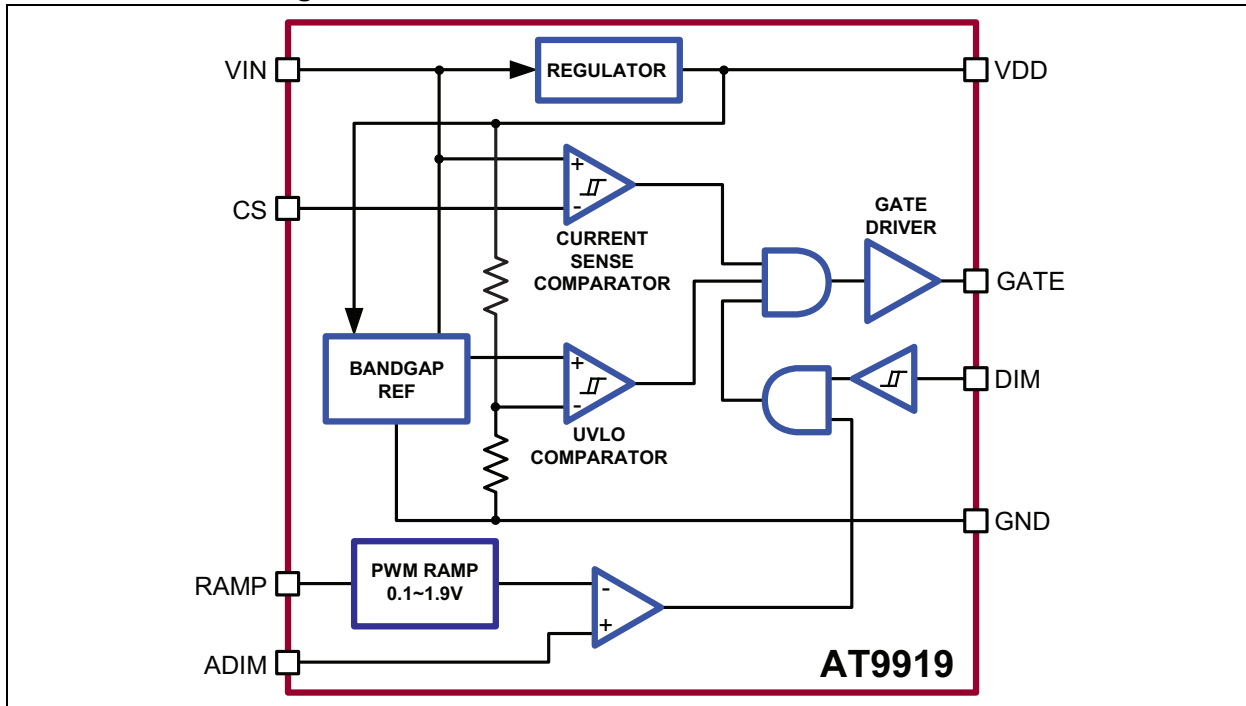 VIN
REGULATOR
VDD
+
-
CS
CURRENT
SENSE
COMPARATOR
GATE
DRIVER
GATE
BANDGAP
REF
+
-
UVLO
COMPARATOR
DIM
GND
RAMP
PWM RAMP
0.1~1.9V
-
+
ADIM
AT9919